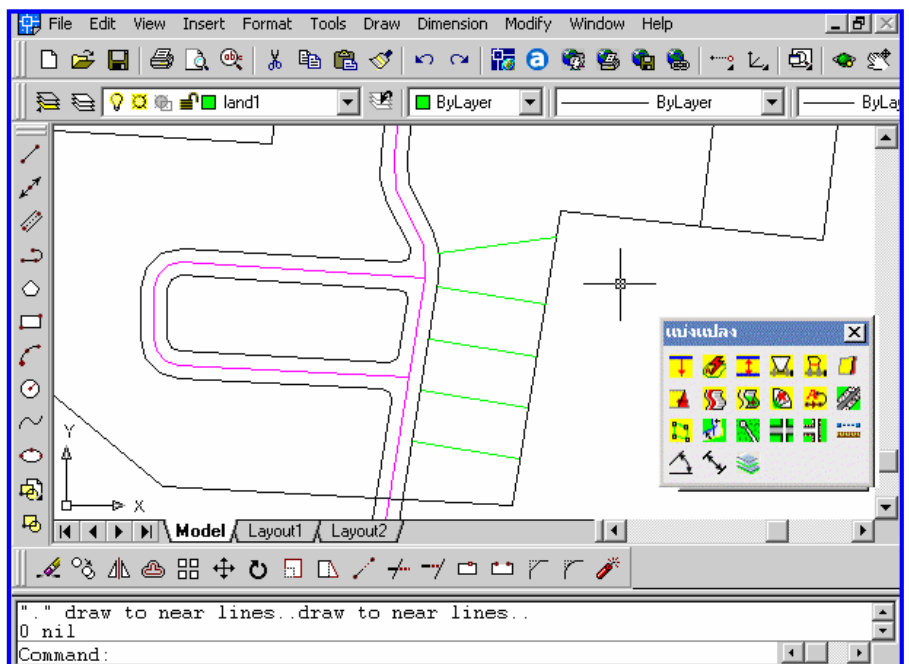 File Edit View Insert Format Tools Draw Dimension Modify Window Help
land1 ByLayer ByLayer ByLay
แบ่งแปลง
Y
X
Model Layout1 Layout2
"." draw to near lines..draw to near lines..
0 nil
Command: